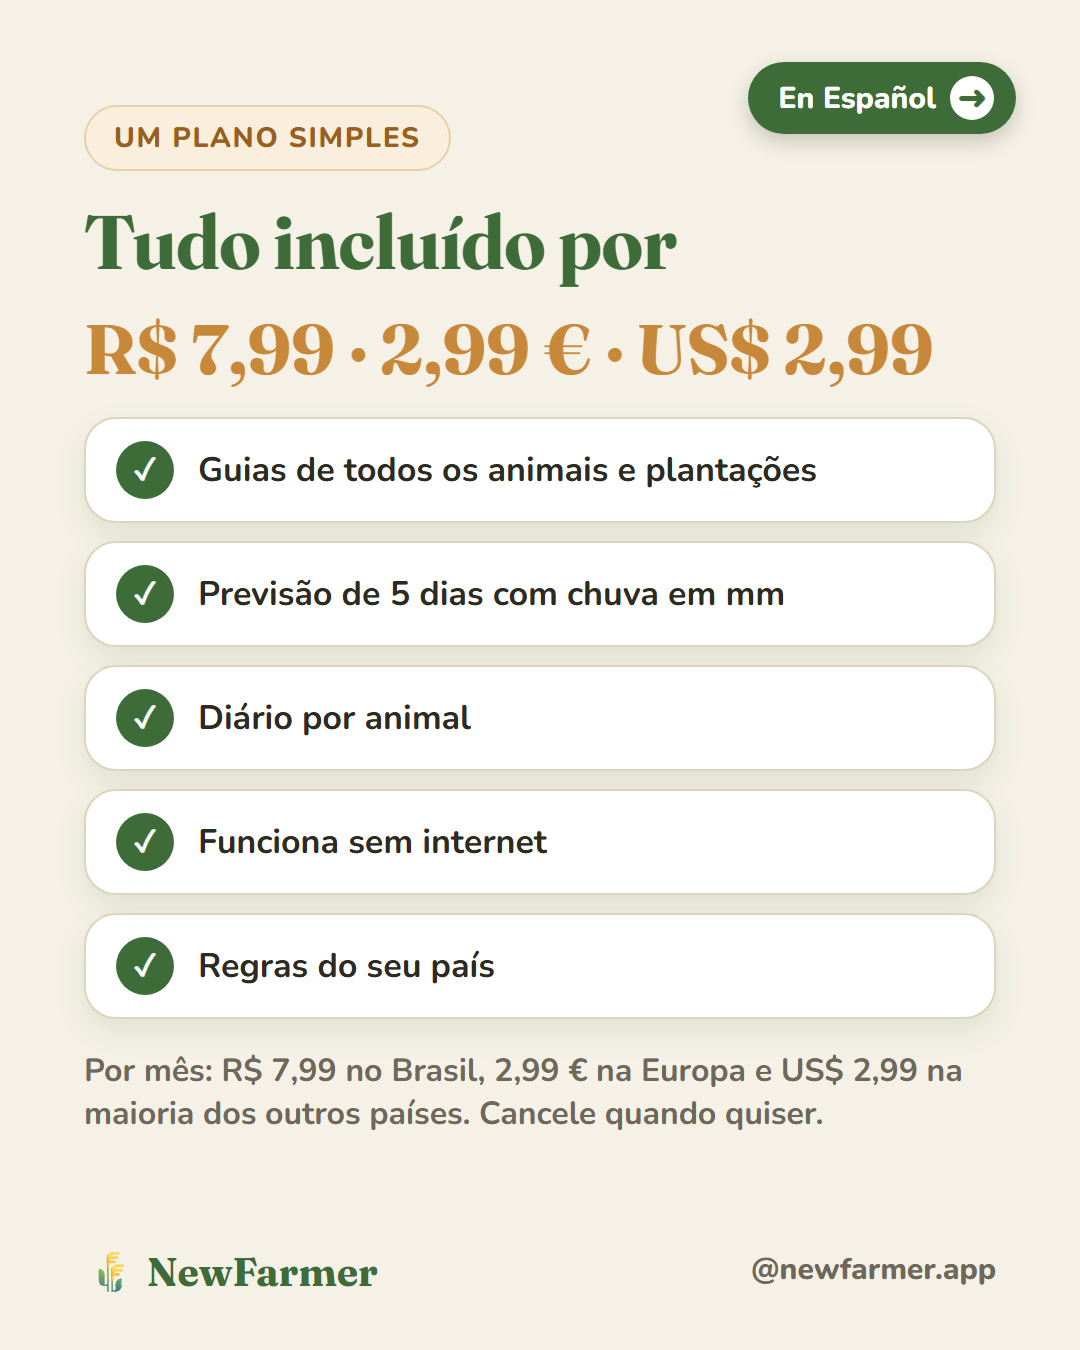 En Español
UM PLANO SIMPLES
Tudo incluído por
R$ 7,99 · 2,99 € · US$ 2,99
Guias de todos os animais e plantações
Previsão de 5 dias com chuva em mm
Diário por animal
Funciona sem internet
Regras do seu país
Por mês: R$ 7,99 no Brasil, 2,99 € na Europa e US$ 2,99 na
maioria dos outros países. Cancele quando quiser.
NewFarmer
@newfarmer.app